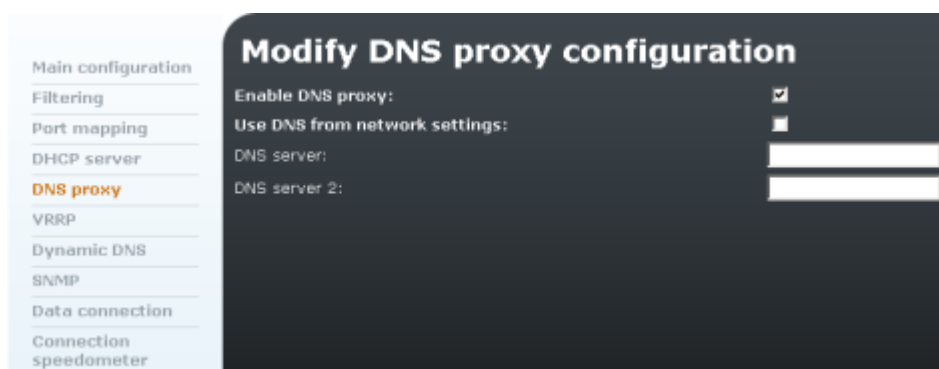 Main configuration
Filtering
Port mapping
DHCP server
DNS proxy
VRRP
Dynamic DNS
SNMP
Data connection
Connection
speedometer
Modify DNS proxy configuration
Enable DNS proxy:
Use DNS from network settings:
DNS server:
DNS server 2: